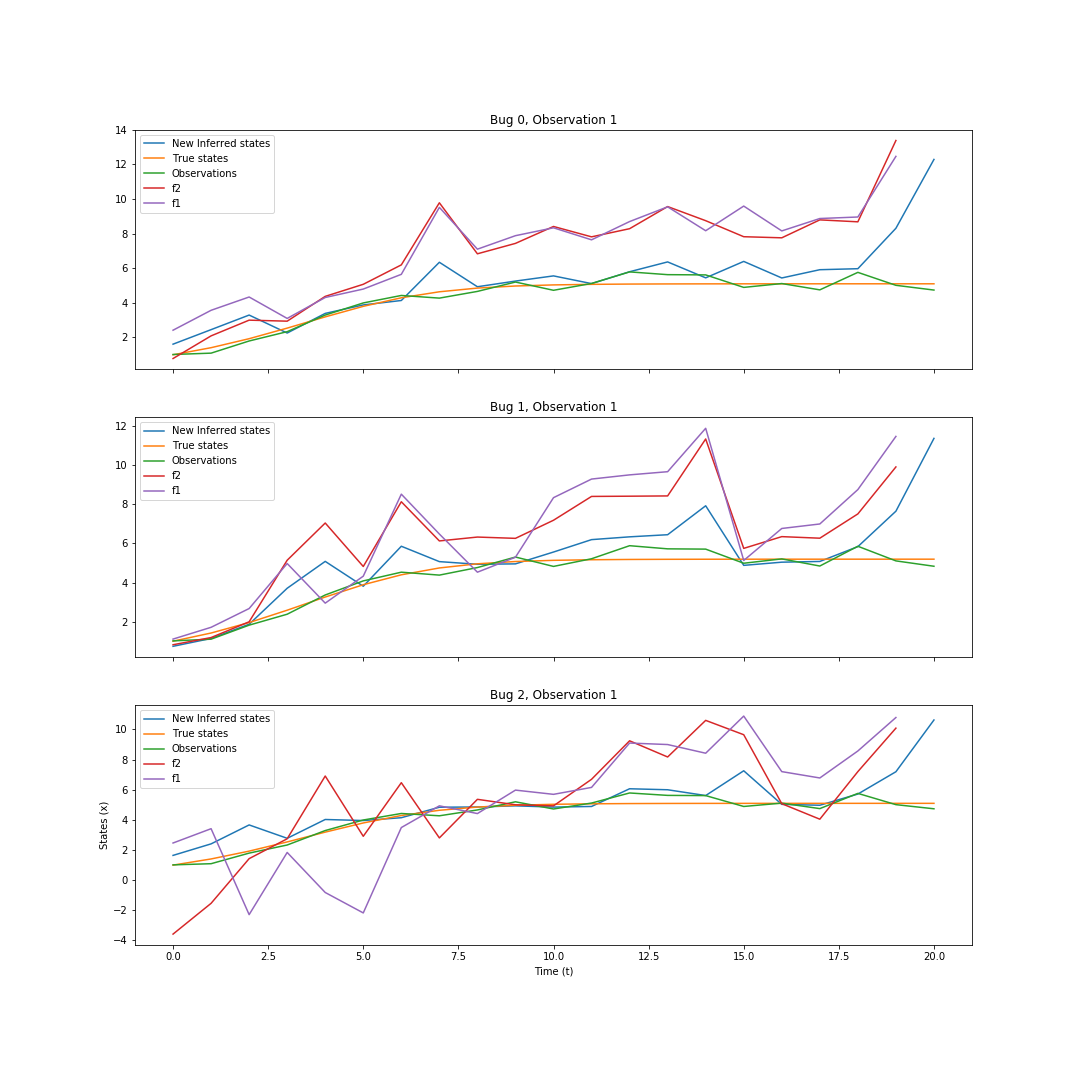 Bug 0, Observation 1
14
12
10
8
6
4
2
New Inferred states
True states
Observations
f2
f1
Bug 1, Observation 1
12
10
8
6
4
2
New Inferred states
True states
Observations
f2
f1
Bug 2, Observation 1
States (x)
10
8
6
4
2
0
−2
−4
New Inferred states
True states
Observations
f2
f1
0.0 2.5 5.0 7.5 10.0 12.5 15.0 17.5 20.0
Time (t)